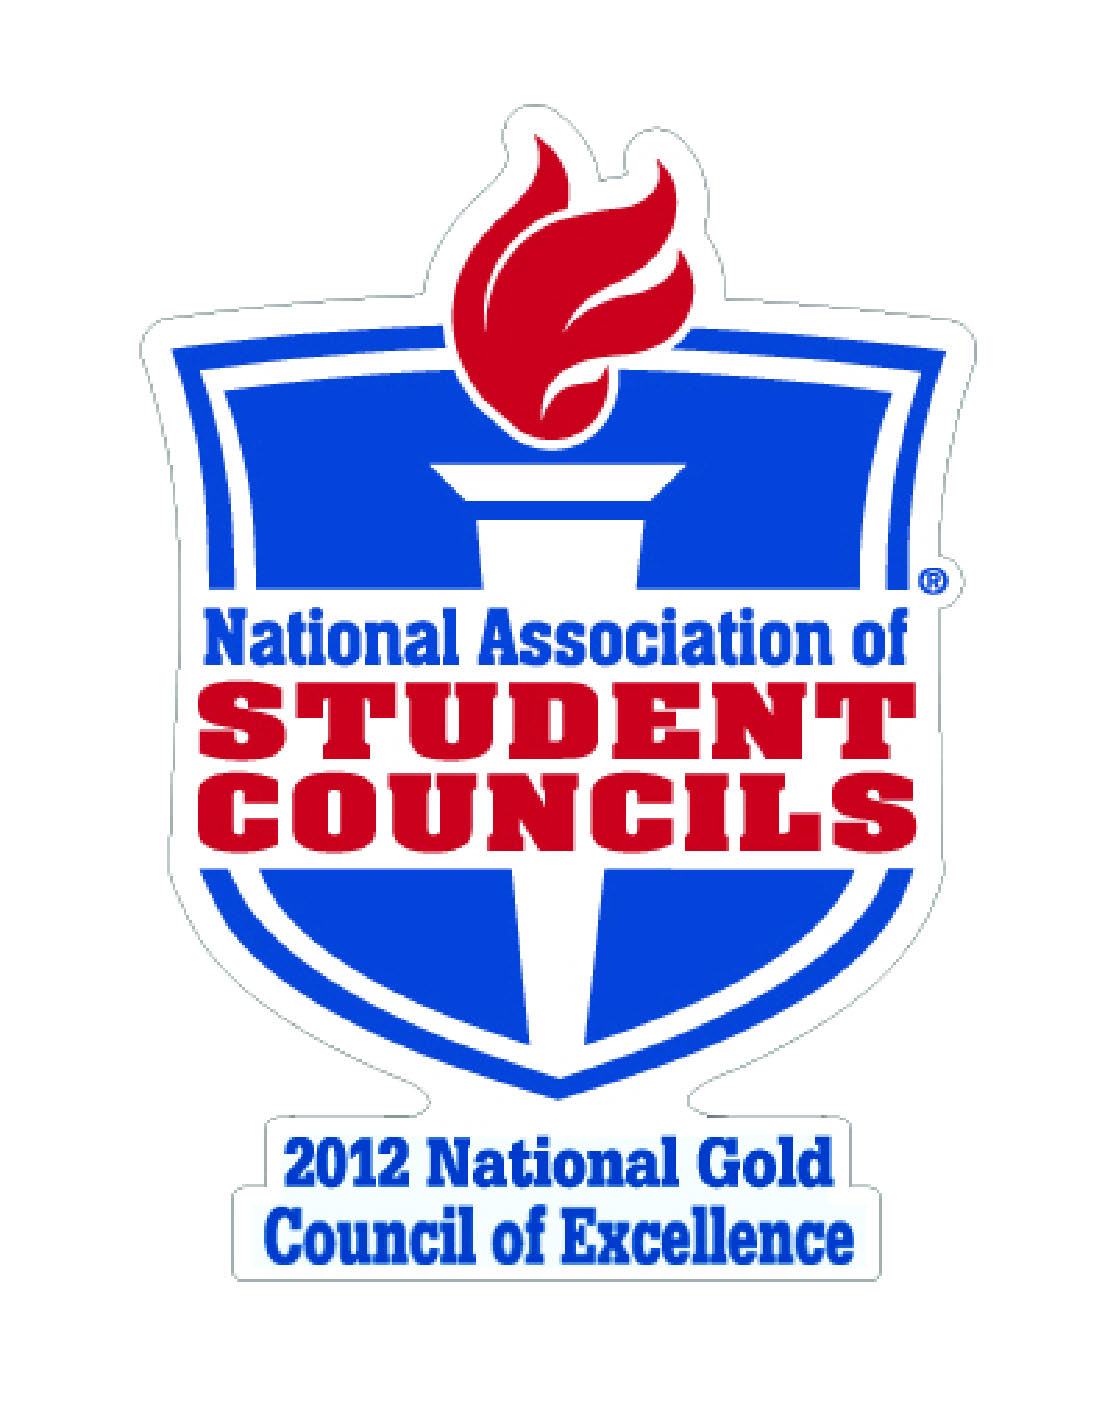 ®
National Association of
STUDENT
COUNCILS
2012 National Gold
Council of Excellence